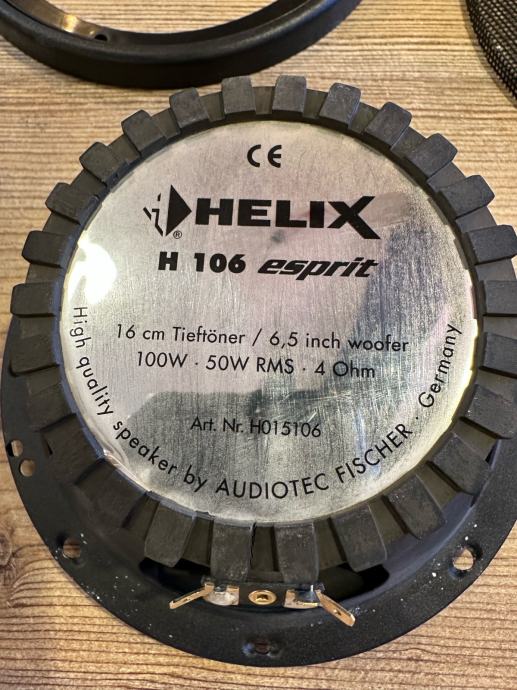 CE
HELIX
®
H 106 esprit
16 cm Tieftöner / 6,5 inch woofer
100W · 50W RMS · 4 Ohm
Art. Nr. H015106
High quality speaker by AUDIOTEC FISCHER · Germany